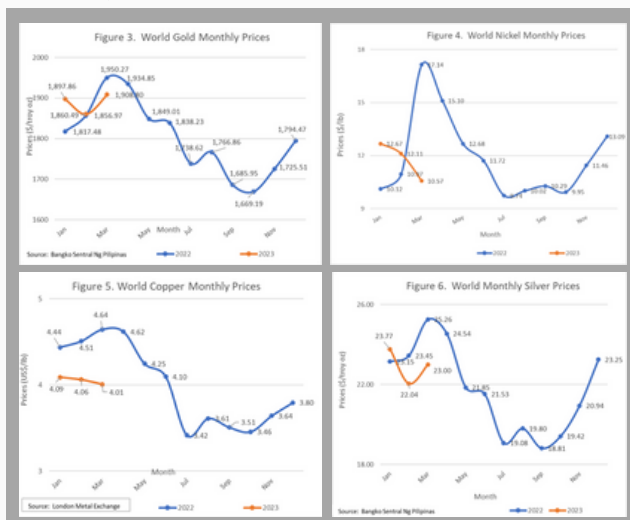 Figure 3. World Gold Monthly Prices
2000
1900
1800
1700
1600
Prices ($/troy oz)
1,897.86
1,860.49
1,817.48
1,856.97
1,950.27
1,934.85
1,908.80
1,849.01
1,838.23
1,738.62
1,766.86
1,685.95
1,669.19
1,725.51
1,794.47
Jan
Mar
May
Month
Jul
Sep
Nov
Source: Bangko Sentral Ng Pilipinas
2022
2023
Figure 4. World Nickel Monthly Prices
18
15
12
9
Prices ($/lb)
12.67
12.11
10.32
10.97
10.57
17.14
15.10
12.68
11.72
10.02
10.29
9.95
11.46
13.09
Jan
Mar
May
Jul
Sep
Nov
Month
2022
2023
Figure 5. World Copper Monthly Prices
5
4
3
Prices (US$/lb)
4.44
4.51
4.64
4.62
4.25
4.10
4.09
4.06
4.01
3.42
3.61
3.51
3.46
3.64
3.80
Jan
Mar
May
Month
Jul
Sep
Nov
Source: London Metal Exchange
2022
2023
Figure 6. World Monthly Silver Prices
26.00
22.00
18.00
Prices ($/troy oz)
23.77
23.15
23.45
22.04
23.00
25.26
24.54
21.85
21.53
19.08
19.80
18.81
19.42
20.94
23.25
Jan
Mar
May
Jul
Sep
Nov
Month
Source: Bangko Sentral Ng Pilipinas
2022
2023